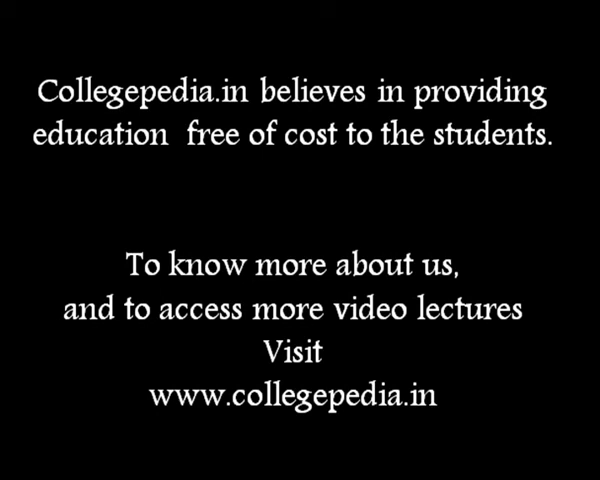 Collegepedia.in believes in providing
education free of cost to the students.
To know more about us,
and to access more video lectures
Visit
www.collegepedia.in